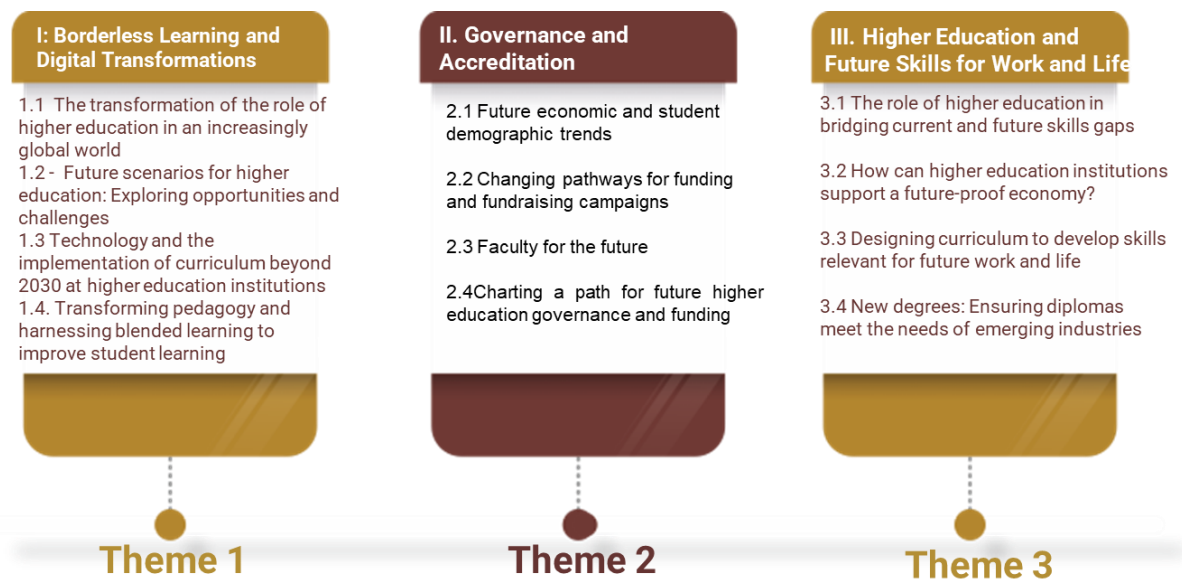 I: Borderless Learning and
Digital Transformations
1.1 The transformation of the role of
higher education in an increasingly
global world
1.2 - Future scenarios for higher
education: Exploring opportunities and
challenges
1.3 Technology and the
implementation of curriculum beyond
2030 at higher education institutions
1.4. Transforming pedagogy and
harnessing blended learning to
improve student learning
Theme 1
II. Governance and
Accreditation
2.1 Future economic and student
demographic trends
2.2 Changing pathways for funding
and fundraising campaigns
2.3 Faculty for the future
2.4Charting a path for future higher
education governance and funding
Theme 2
III. Higher Education and
Future Skills for Work and Life
3.1 The role of higher education in
bridging current and future skills gaps
3.2 How can higher education institutions
support a future-proof economy?
3.3 Designing curriculum to develop skills
relevant for future work and life
3.4 New degrees: Ensuring diplomas
meet the needs of emerging industries
Theme 3